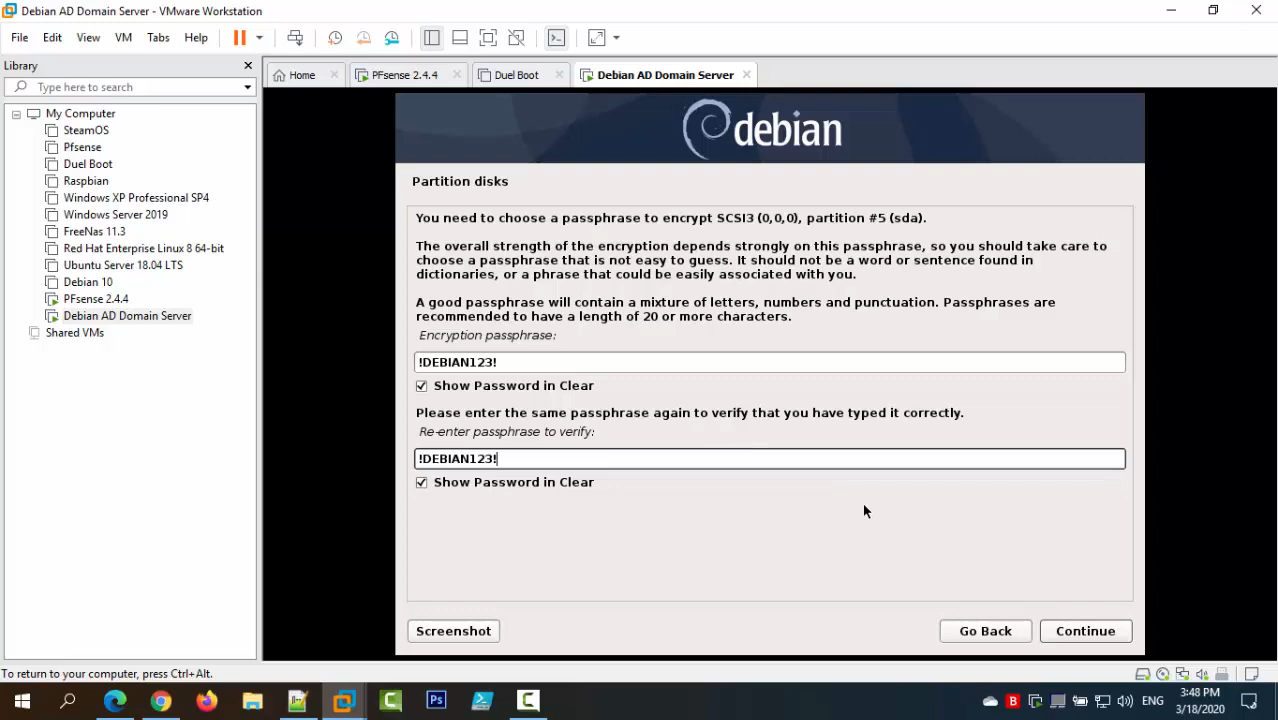 Debian AD Domain Server - VMware Workstation
File Edit View VM Tabs Help
Library
Type here to search
My Computer
SteamOS
Pfsense
Duel Boot
Raspbian
Windows XP Professional SP4
Windows Server 2019
FreeNas 11.3
Red Hat Enterprise Linux 8 64-bit
Ubuntu Server 18.04 LTS
Debian 10
PFsense 2.4.4
Debian AD Domain Server
Shared VMs
Home PFsense 2.4.4 Duel Boot Debian AD Domain Server
debian
Partition disks
You need to choose a passphrase to encrypt SCSI3 (0,0,0), partition #5 (sda).
The overall strength of the encryption depends strongly on this passphrase, so you should take care to
choose a passphrase that is not easy to guess. It should not be a word or sentence found in
dictionaries, or a phrase that could be easily associated with you.
A good passphrase will contain a mixture of letters, numbers and punctuation. Passphrases are
recommended to have a length of 20 or more characters.
Encryption passphrase:
!DEBIAN123!
Show Password in Clear
Please enter the same passphrase again to verify that you have typed it correctly.
Re-enter passphrase to verify:
!DEBIAN123!
Show Password in Clear
Screenshot Go Back Continue
To return to your computer, press Ctrl+Alt.
Ps
B
ENG
3:48 PM
3/18/2020